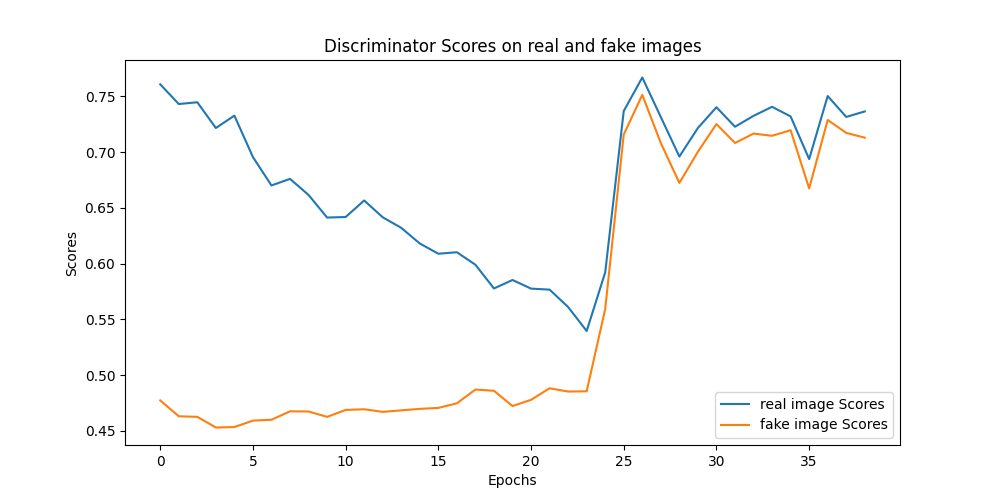 Discriminator Scores on real and fake images
Scores
0.75
0.70
0.65
0.60
0.55
0.50
0.45
real image Scores
fake image Scores
0 5 10 15 20 25 30 35
Epochs